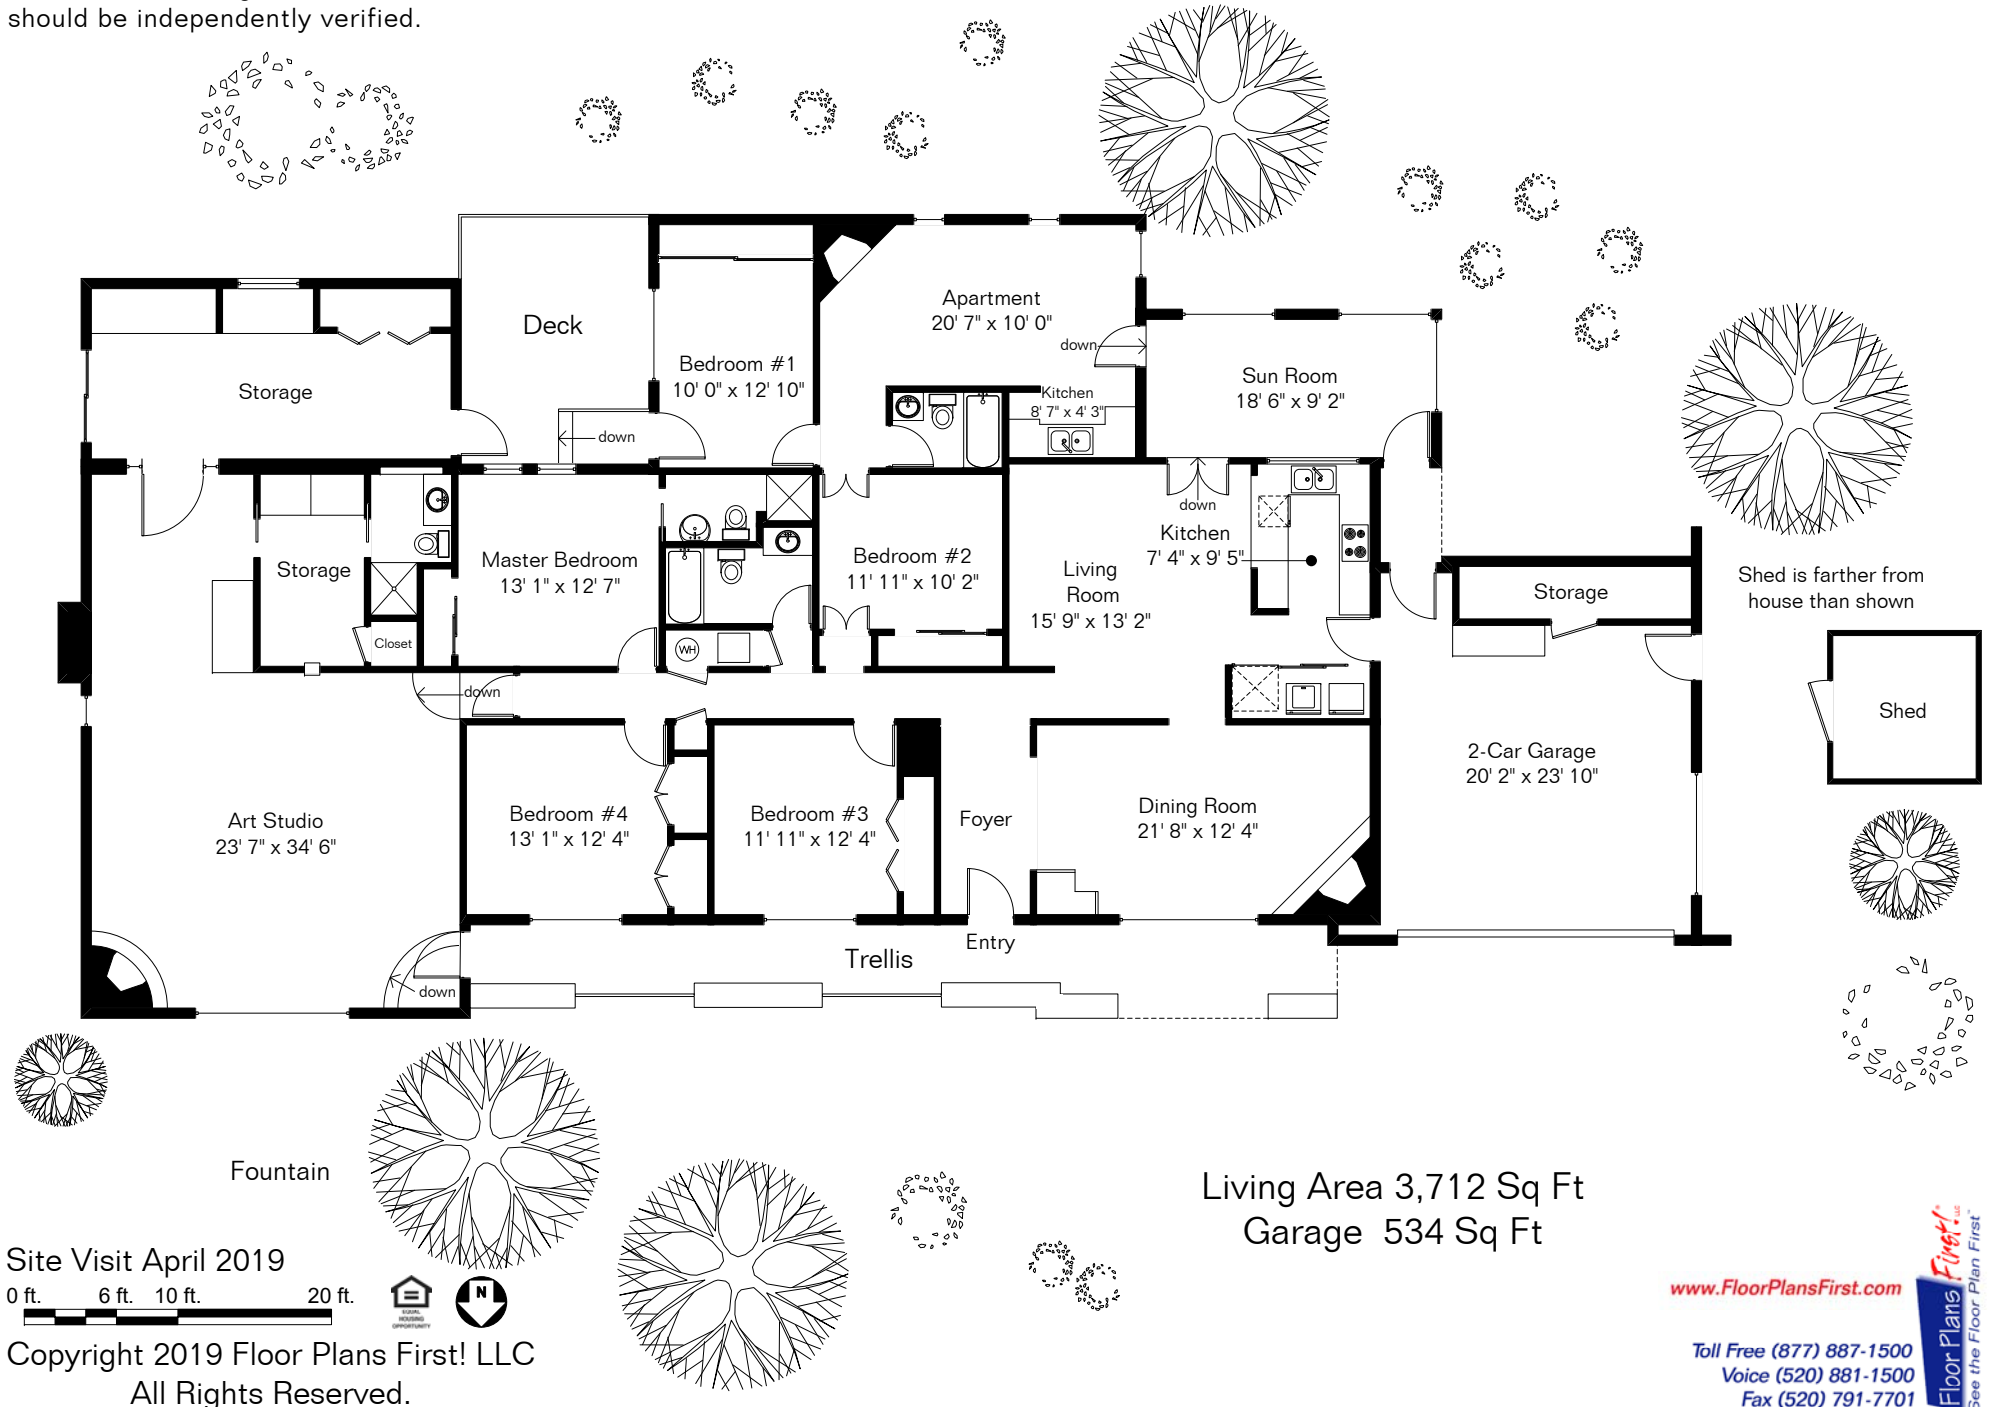 should be independently verified.
Deck
Apartment
20' 7" x 10' 0"
down
Bedroom #1
10' 0" x 12' 10"
Sun Room
18' 6" x 9' 2"
Storage
Kitchen
8' 7" x 4' 3"
down
down
Kitchen
7' 4" x 9' 5"
Master Bedroom
13' 1" x 12' 7"
Bedroom #2
11' 11" x 10' 2"
Living
Room
15' 9" x 13' 2"
Storage
Storage
Shed is farther from
house than shown
Closet
WH
down
Shed
2-Car Garage
20' 2" x 23' 10"
Art Studio
23' 7" x 34' 6"
Bedroom #4
13' 1" x 12' 4"
Bedroom #3
11' 11" x 12' 4"
Foyer
Dining Room
21' 8" x 12' 4"
Entry
Trellis
down
Fountain
Living Area 3,712 Sq Ft
Garage 534 Sq Ft
Site Visit April 2019
0 ft. 6 ft. 10 ft. 20 ft.
EQUAL HOUSING
OPPORTUNITY
N
Copyright 2019 Floor Plans First! LLC
All Rights Reserved.
www.FloorPlansFirst.com
Toll Free (877) 887-1500
Voice (520) 881-1500
Fax (520) 791-7701
Floor Plans First! LLC
See the Floor Plan First